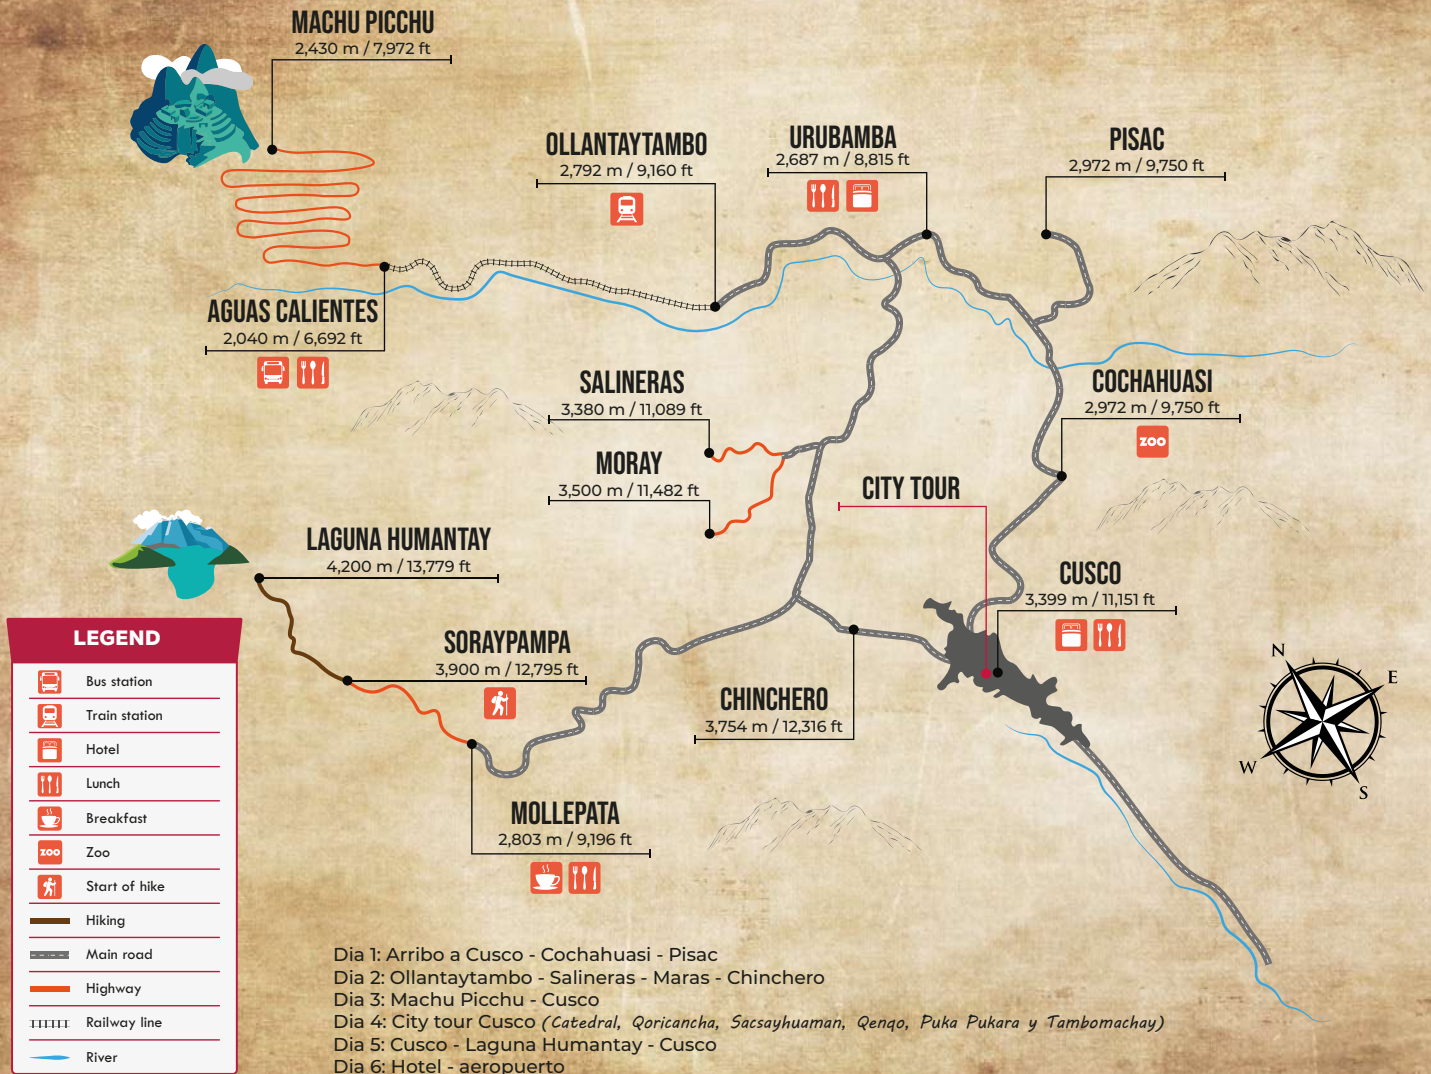 MACHU PICCHU
2,430 m / 7,972 ft
OLLANTAYTAMBO
2,792 m / 9,160 ft
URUBAMBA
2,687 m / 8,815 ft
PISAC
2,972 m / 9,750 ft
AGUAS CALIENTES
2,040 m / 6,692 ft
SALINERAS
3,380 m / 11,089 ft
COCHAHUASI
2,972 m / 9,750 ft
ZOO
MORAY
3,500 m / 11,482 ft
CITY TOUR
LAGUNA HUMANTAY
4,200 m / 13,779 ft
CUSCO
3,399 m / 11,151 ft
SORAYPAMPA
3,900 m / 12,795 ft
CHINCHERO
3,754 m / 12,316 ft
N
E
W
S
MOLLEPATA
2,803 m / 9,196 ft
LEGEND
Bus station
Train station
Hotel
Lunch
Breakfast
ZOO Zoo
Start of hike
Hiking
Main road
Highway
Railway line
River
Dia 1: Arribo a Cusco - Cochahuasi - Pisac
Dia 2: Ollantaytambo - Salineras - Maras - Chinchero
Dia 3: Machu Picchu - Cusco
Dia 4: City tour Cusco (Catedral, Qoricancha, Sacsayhuaman, Qenqo, Puka Pukara y Tambomachay)
Dia 5: Cusco - Laguna Humantay - Cusco
Dia 6: Hotel - aeropuerto